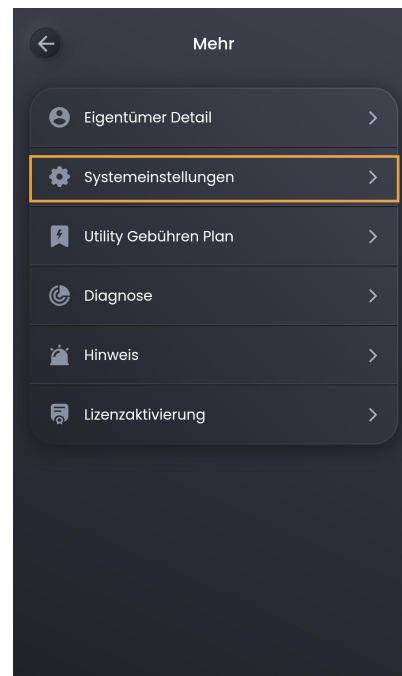 Mehr
Eigentümer Detail
Systemeinstellungen
Utility Gebühren Plan
Diagnose
Hinweis
Lizenzaktivierung